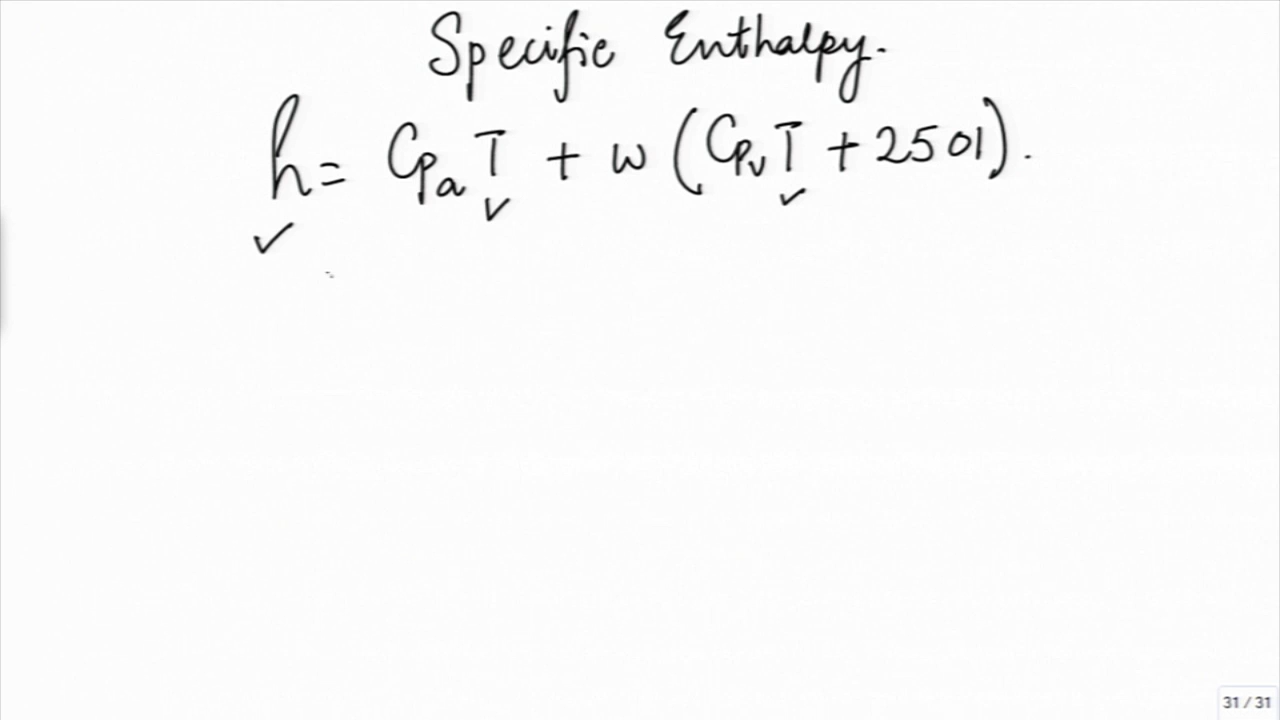 Specific Enthalpy.
h = Cpa T + w (Cpv T + 2501).
31 / 31